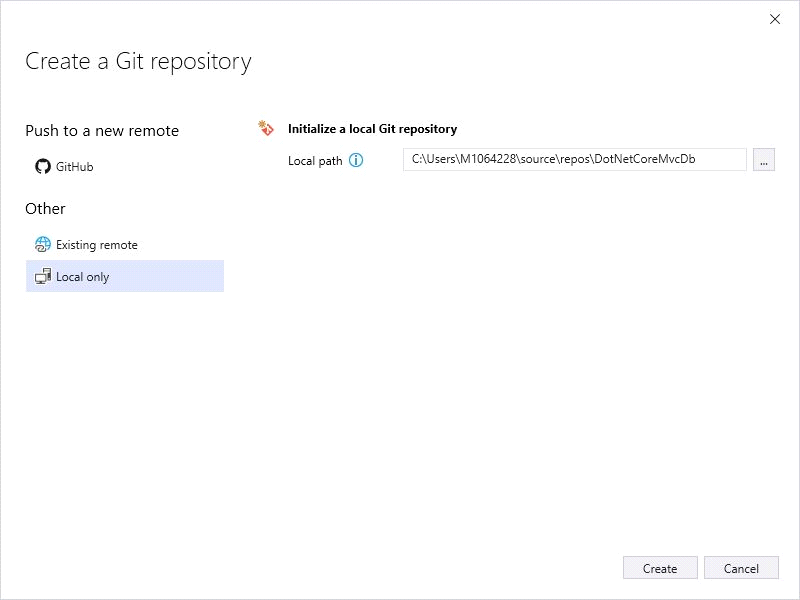 Create a Git repository
Push to a new remote
GitHub
Other
Existing remote
Local only
Initialize a local Git repository
Local path
C:\Users\M1064228\source\repos\DotNetCoreMvcDb
...
Create
Cancel